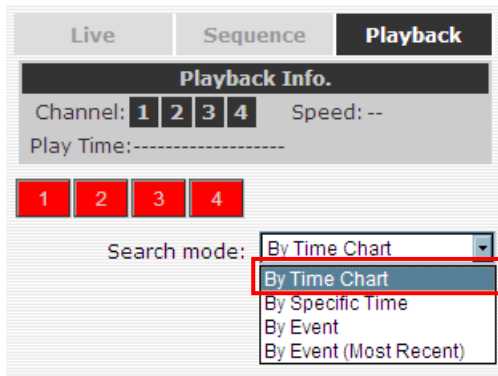 Live Sequence Playback
Playback Info.
Channel: 1 2 3 4 Speed: --
Play Time:-------------------
1 2 3 4
Search mode: By Time Chart
By Time Chart
By Specific Time
By Event
By Event (Most Recent)